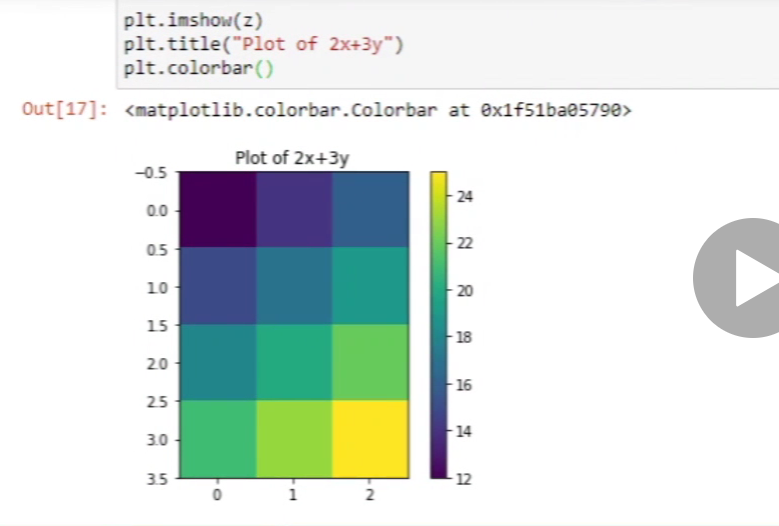 plt.imshow(z)
plt.title("Plot of 2x+3y")
plt.colorbar()
Out[17]: <matplotlib.colorbar.Colorbar at 0x1f51ba05790>
Plot of 2x+3y
−0.5
0.0
0.5
1.0
1.5
2.0
2.5
3.0
3.5
0 1 2
24
22
20
18
16
14
12